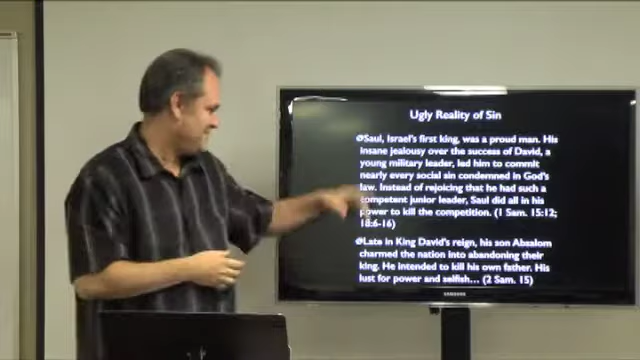 Ugly Reality of Sin
Saul, Israel's first king, was a proud man. His
insane jealousy over the success of David, a
young military leader, led him to commit
nearly every social sin condemned in God's
law. Instead of rejoicing that he had such a
competent junior leader, Saul did all in his
power to kill the competition. (1 Sam. 15:12;
18:6-16)
Late in King David's reign, his son Absalom
charmed the nation into abandoning their
king. He intended to kill his own father. His
lust for power and selfish... (2 Sam. 15)
SAMSUNG